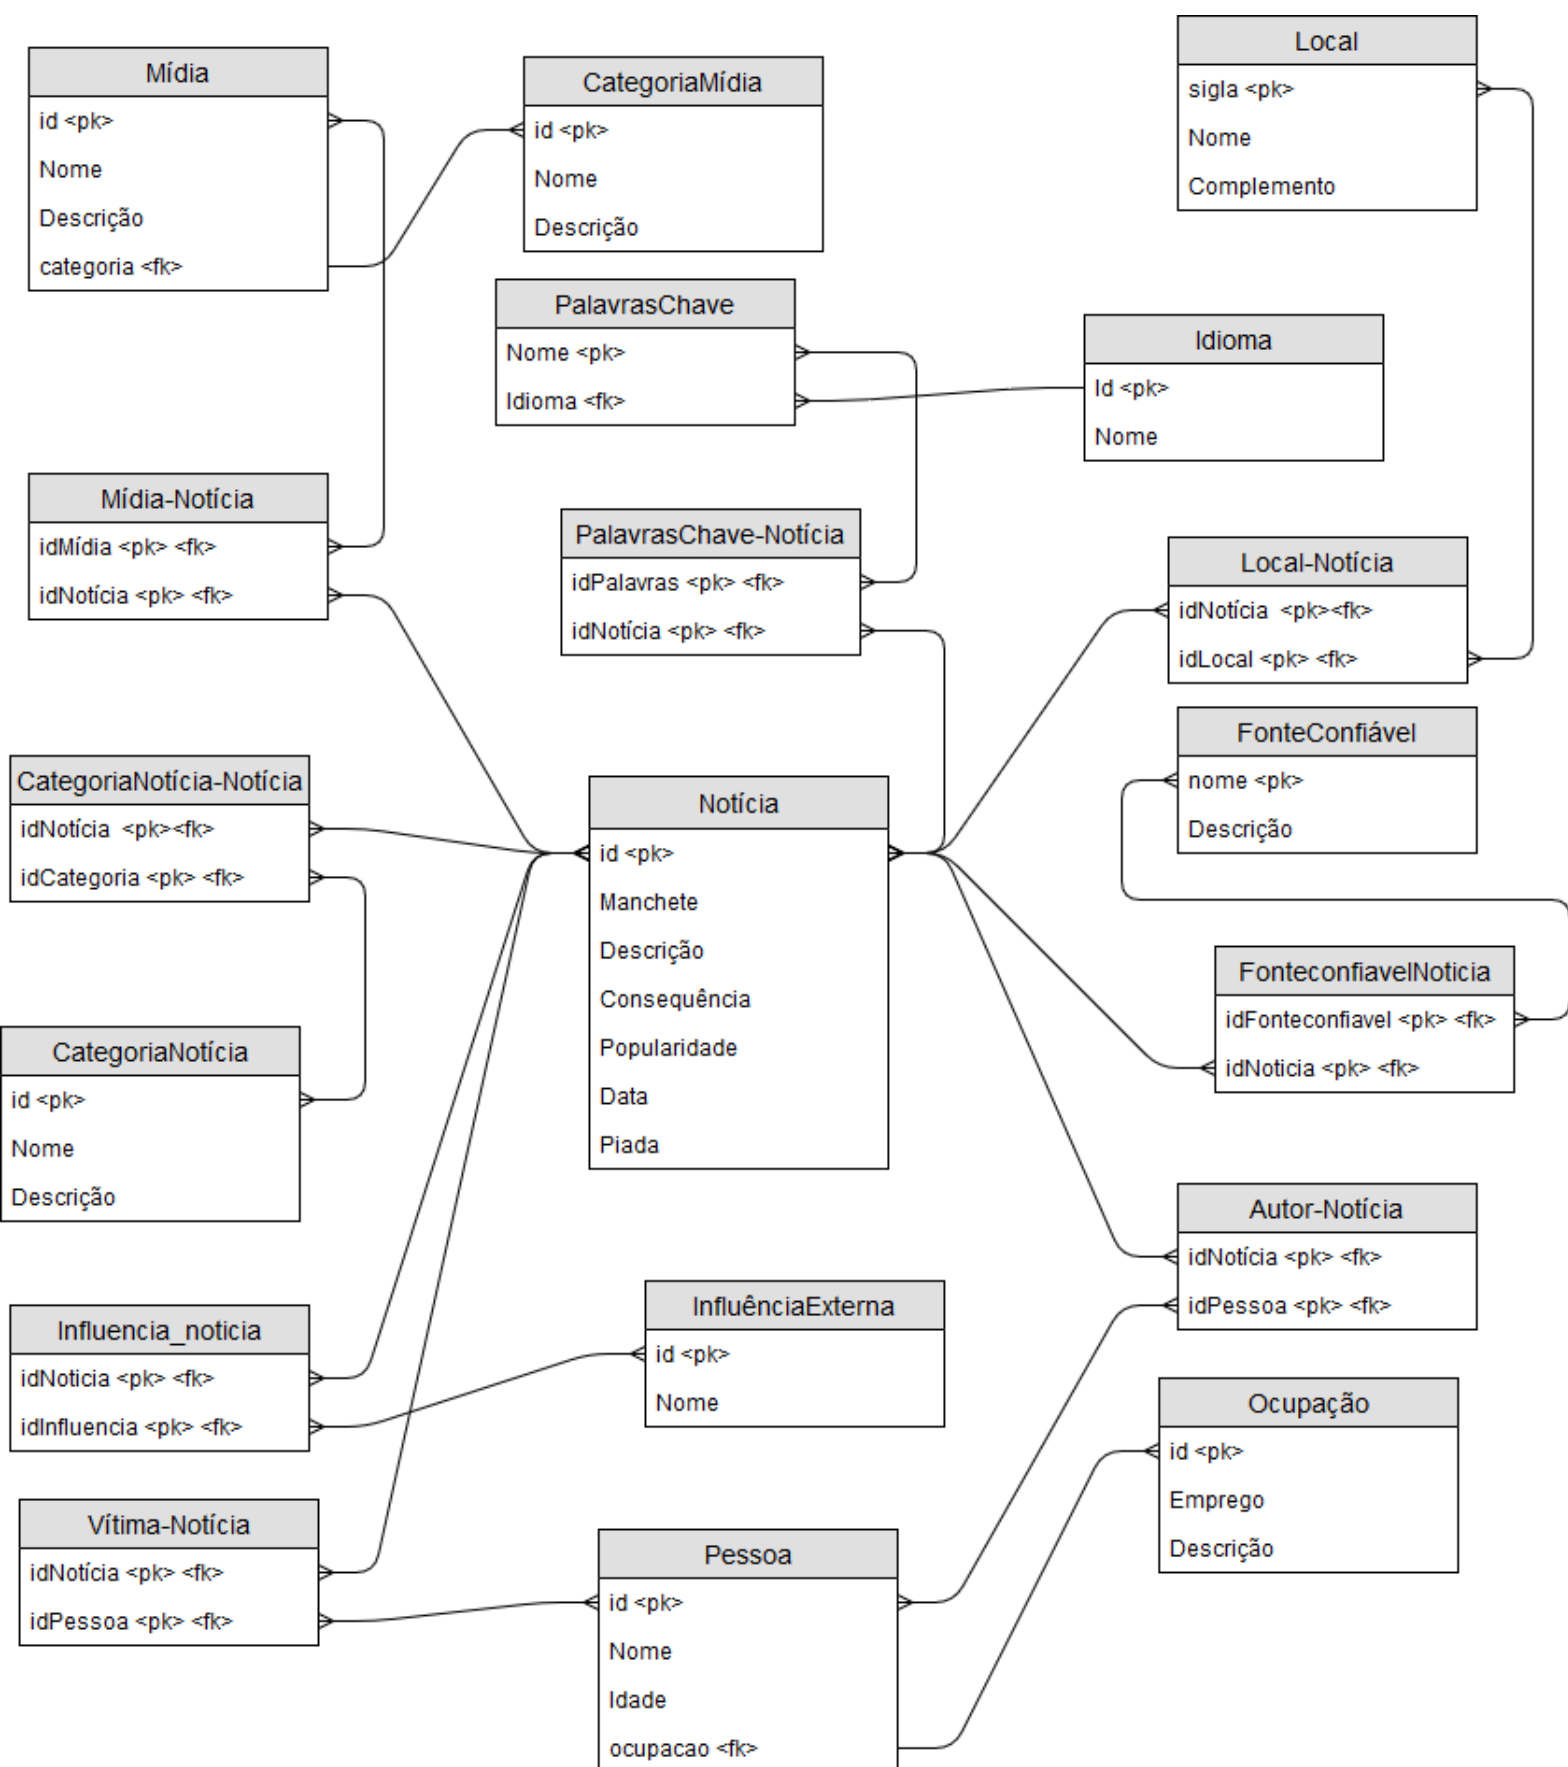 Mídia
id <pk>
Nome
Descrição
categoria <fk>
CategoriaMídia
id <pk>
Nome
Descrição
Local
sigla <pk>
Nome
Complemento
PalavrasChave
Nome <pk>
Idioma <fk>
Idioma
Id <pk>
Nome
Mídia-Notícia
idMídia <pk> <fk>
idNotícia <pk> <fk>
PalavrasChave-Notícia
idPalavras <pk> <fk>
idNotícia <pk> <fk>
Local-Notícia
idNotícia  <pk><fk>
idLocal <pk> <fk>
FonteConfiável
nome <pk>
Descrição
CategoriaNotícia-Notícia
idNotícia  <pk><fk>
idCategoria <pk> <fk>
Notícia
id <pk>
Manchete
Descrição
Consequência
Popularidade
Data
Piada
FonteconfiavelNoticia
idFonteconfiavel <pk> <fk>
idNoticia <pk> <fk>
CategoriaNotícia
id <pk>
Nome
Descrição
Autor-Notícia
idNotícia <pk> <fk>
idPessoa <pk> <fk>
Influencia_noticia
idNoticia <pk> <fk>
idInfluencia <pk> <fk>
InfluênciaExterna
id <pk>
Nome
Ocupação
id <pk>
Emprego
Descrição
Vítima-Notícia
idNotícia <pk> <fk>
idPessoa <pk> <fk>
Pessoa
id <pk>
Nome
Idade
ocupacao <fk>